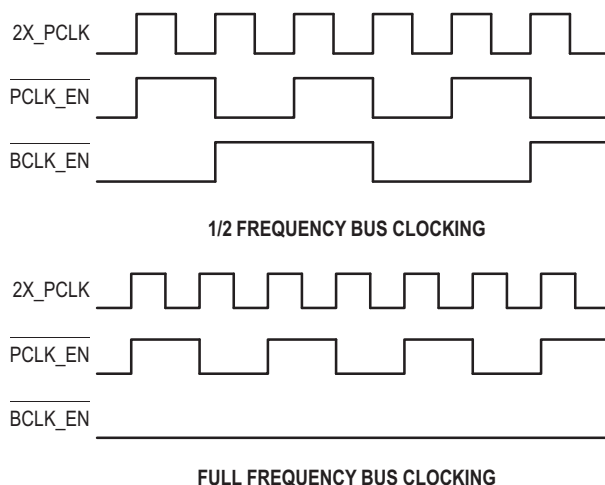 2X_PCLK
PCLK_EN
BCLK_EN
1/2 FREQUENCY BUS CLOCKING
2X_PCLK
PCLK_EN
BCLK_EN
FULL FREQUENCY BUS CLOCKING